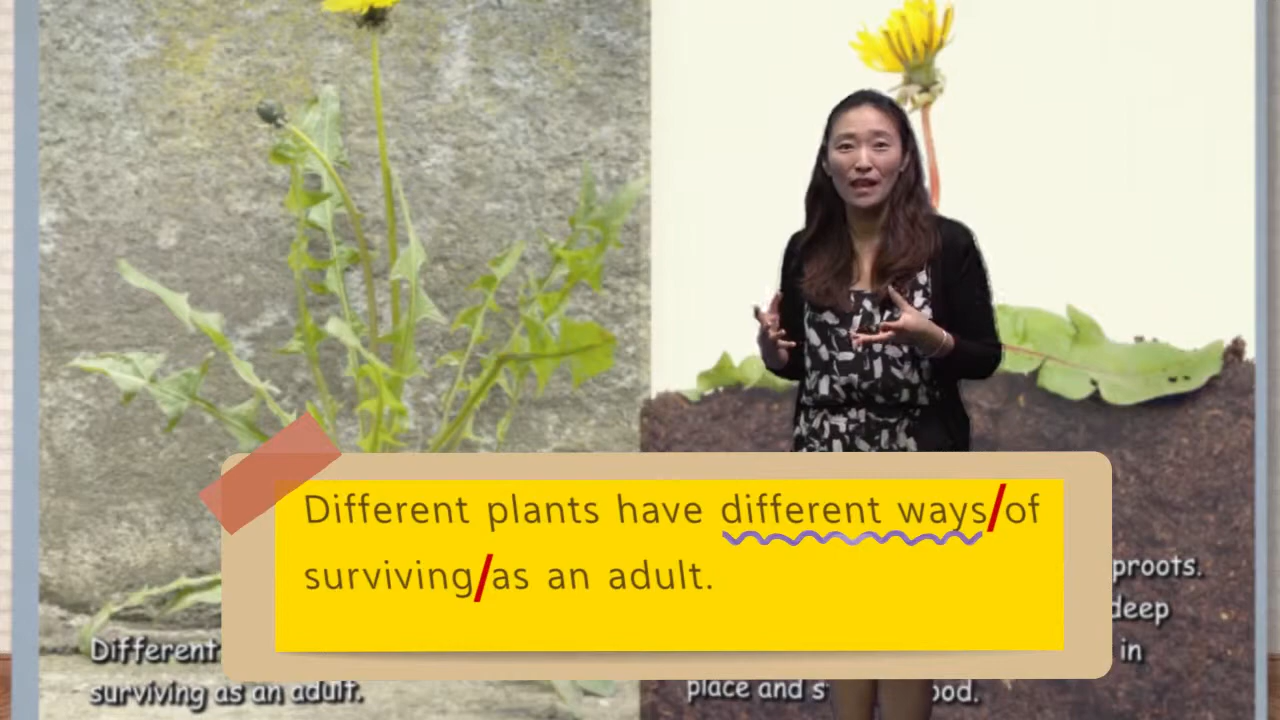 Different plants have different ways/of
surviving/as an adult.
Different
surviving as an adult.
proots.
deep
in
place and s ood.